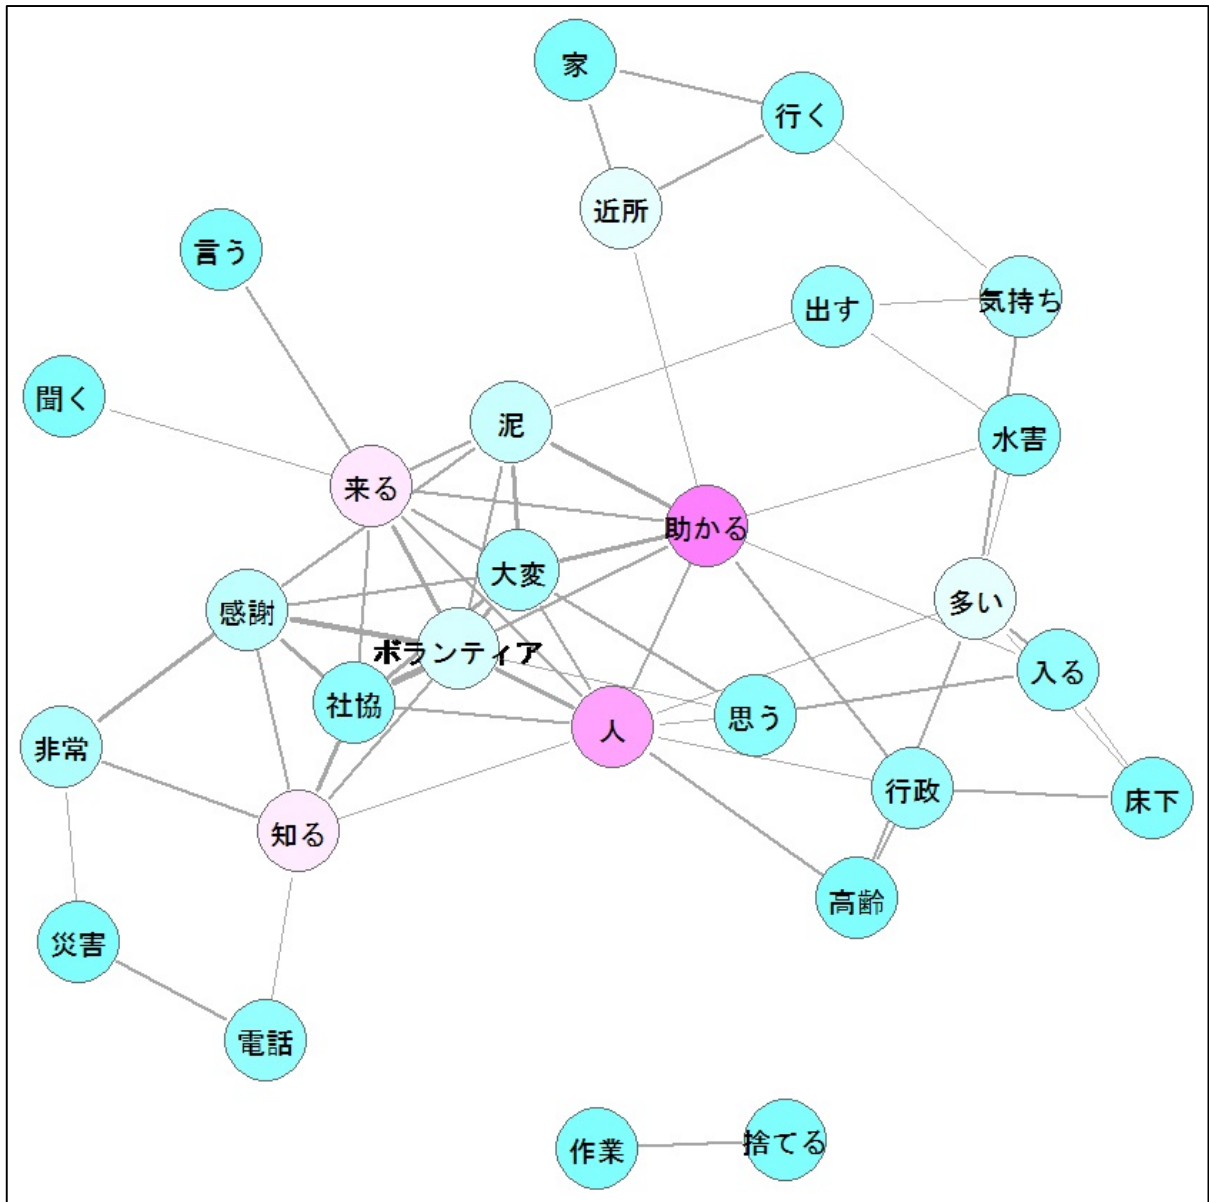 家
行く
近所
言う
気持ち
出す
聞く
泥
水害
来る
助かる
大変
多い
感謝
ボランティア
入る
社協
思う
人
非常
行政
床下
知る
高齢
災害
電話
作業
捨てる